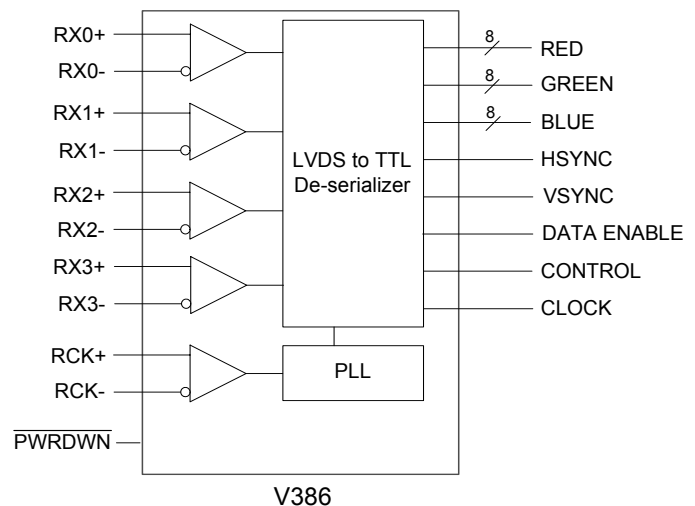 RX0+
RX0-
RX1+
RX1-
RX2+
RX2-
RX3+
RX3-
RCK+
RCK-
PWRDWN
LVDS to TTL
De-serializer
PLL
8
RED
8
GREEN
8
BLUE
HSYNC
VSYNC
DATA ENABLE
CONTROL
CLOCK
V386